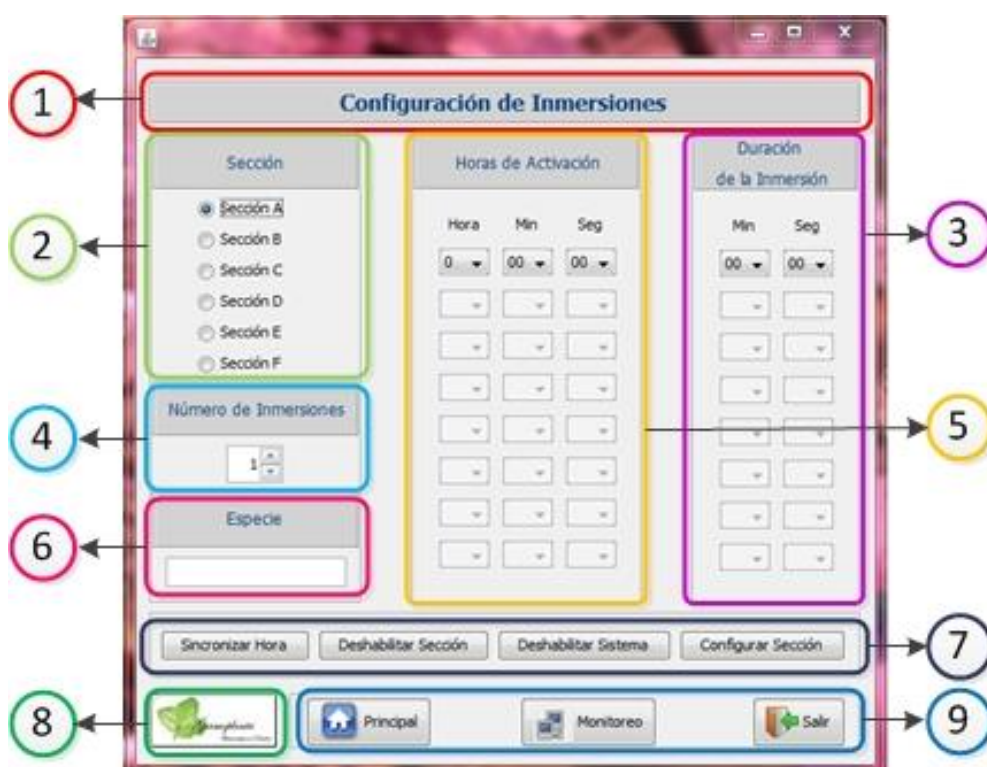 1
Configuración de Inmersiones
2
Sección
Sección A
Sección B
Sección C
Sección D
Sección E
Sección F
Horas de Activación
Hora Min Seg
0 00 00
Duración
de la Inmersión
Min Seg
00 00
3
4
Número de Inmersiones
1
5
6
Especie
Sincronizar Hora Deshabilitar Sección Deshabilitar Sistema Configurar Sección
7
8
Principal Monitoreo Salir
9